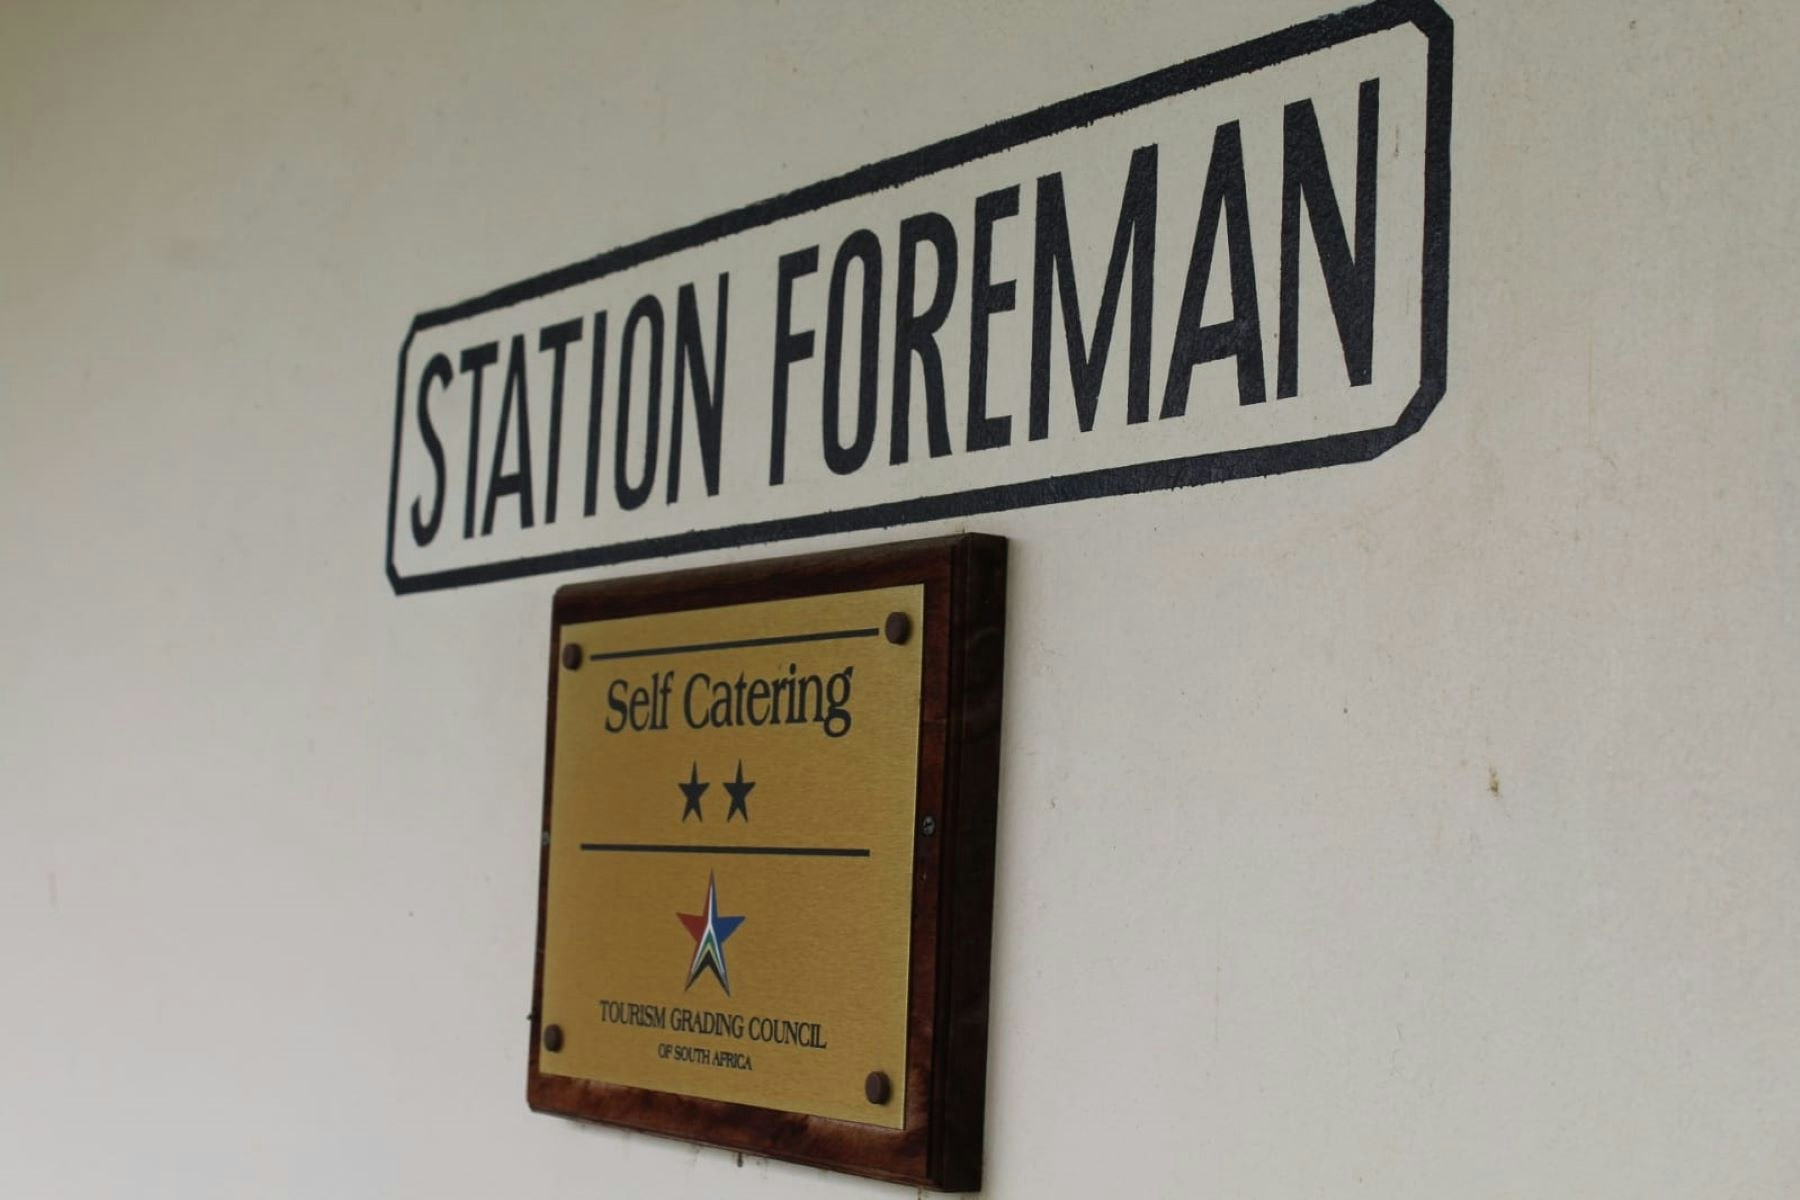 STATION FOREMAN
Self Catering
TOURISM GRADING COUNCIL
OF SOUTH AFRICA